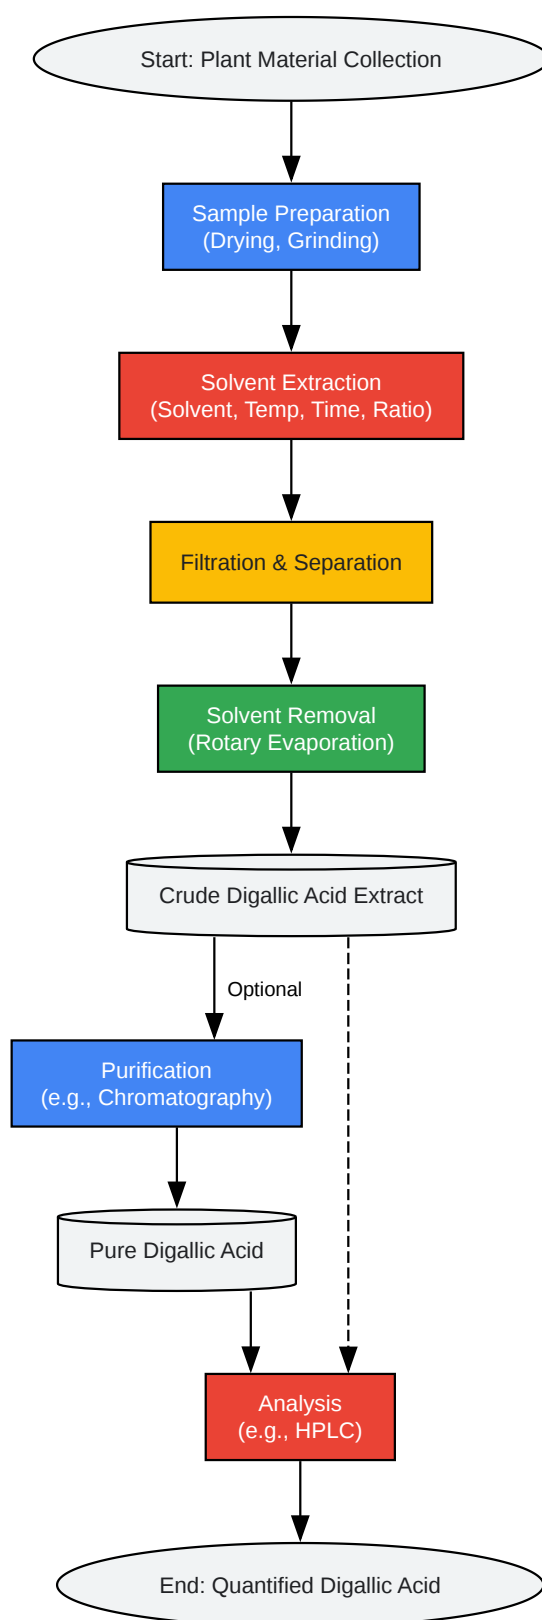 Start: Plant Material Collection
Sample Preparation
(Drying, Grinding)
Solvent Extraction
(Solvent, Temp, Time, Ratio)
Filtration & Separation
Solvent Removal
(Rotary Evaporation)
Crude Digallic Acid Extract
Optional
Purification
(e.g., Chromatography)
Pure Digallic Acid
Analysis
(e.g., HPLC)
End: Quantified Digallic Acid